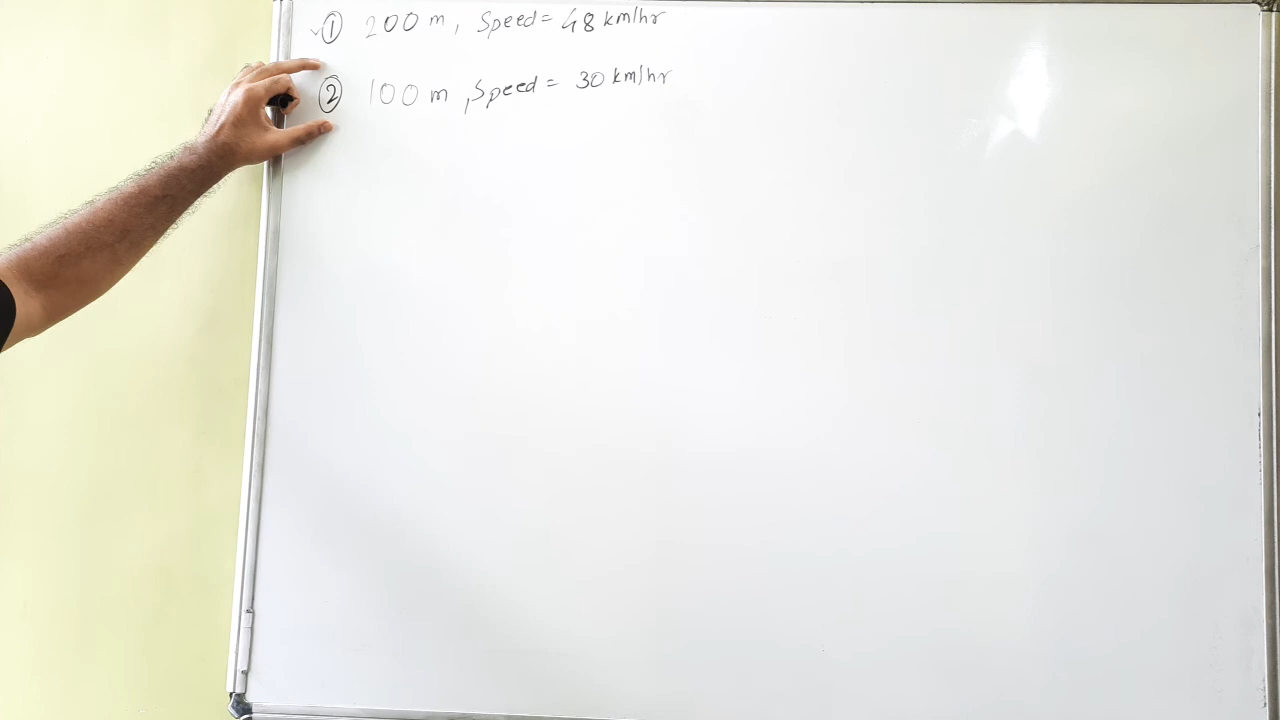 ① 200 m, Speed = 48 km/hr
② 100 m, Speed = 30 km/hr